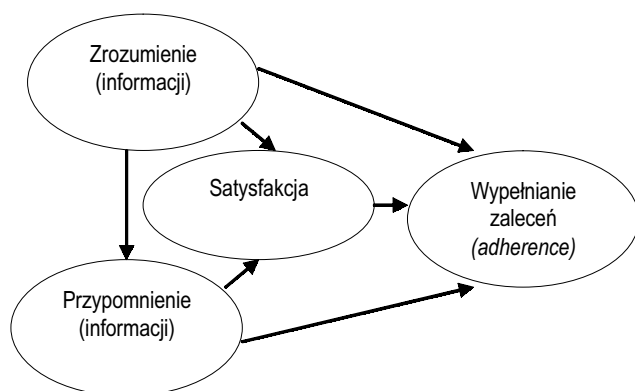 Zrozumienie
(informacji)
Satysfakcja
Wypełnianie
zaleceń
(adherence)
Przypomnienie
(informacji)